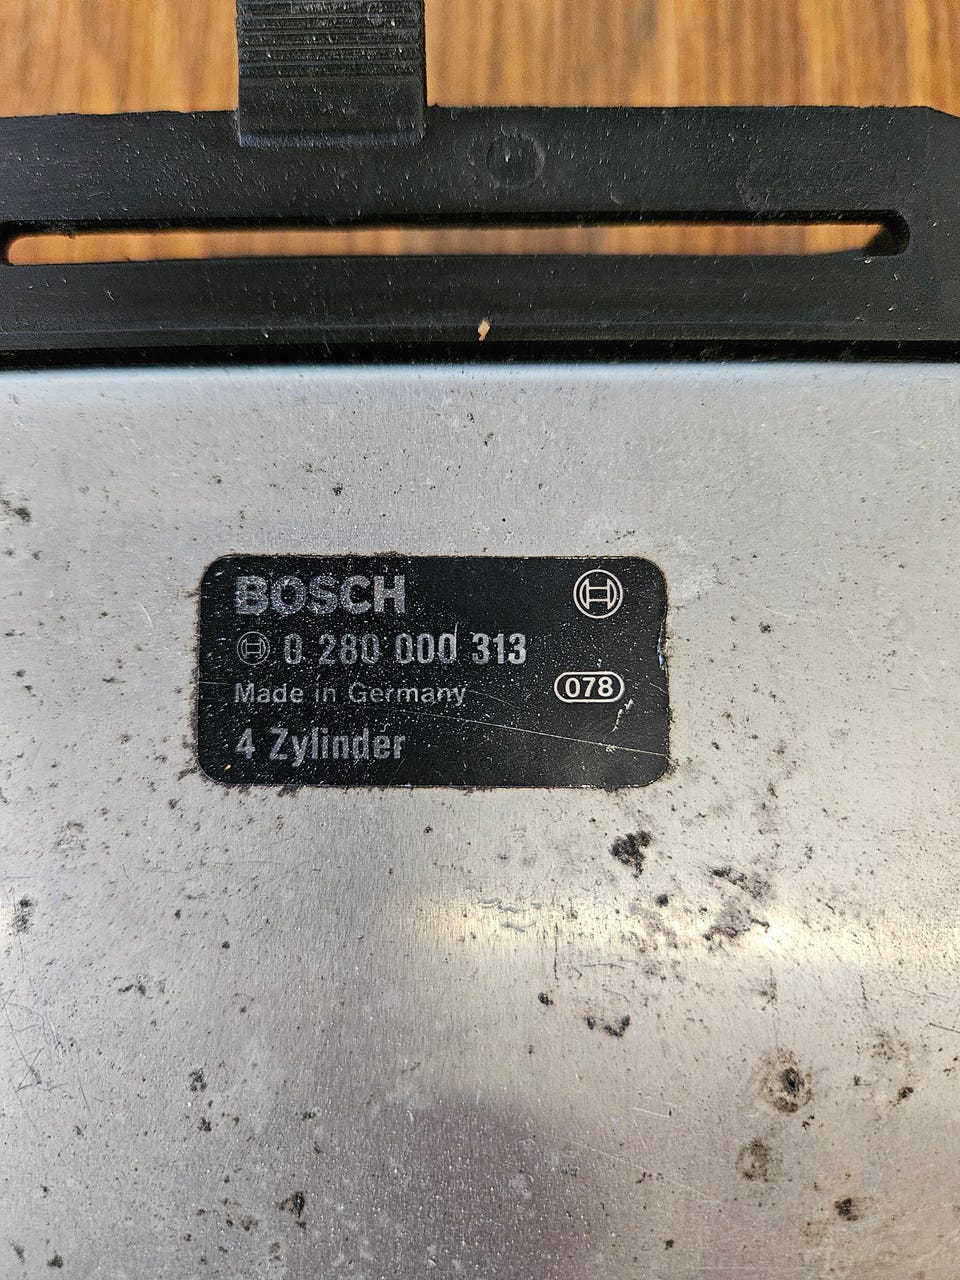 BOSCH
0 280 000 313
Made in Germany 078
4 Zylinder